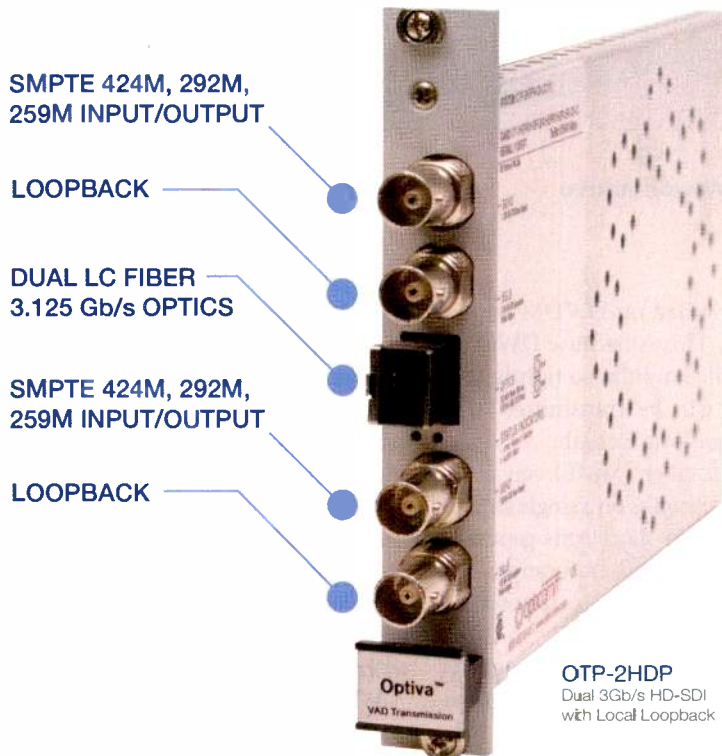 SMPTE 424M, 292M,
259M INPUT/OUTPUT
LOOPBACK
DUAL LC FIBER
3.125 Gb/s OPTICS
SMPTE 424M, 292M,
259M INPUT/OUTPUT
LOOPBACK
Optiva™
VAD Transmission
OTP-2HDP
Dual 3Gb/s HD-SDI
with Local Loopback